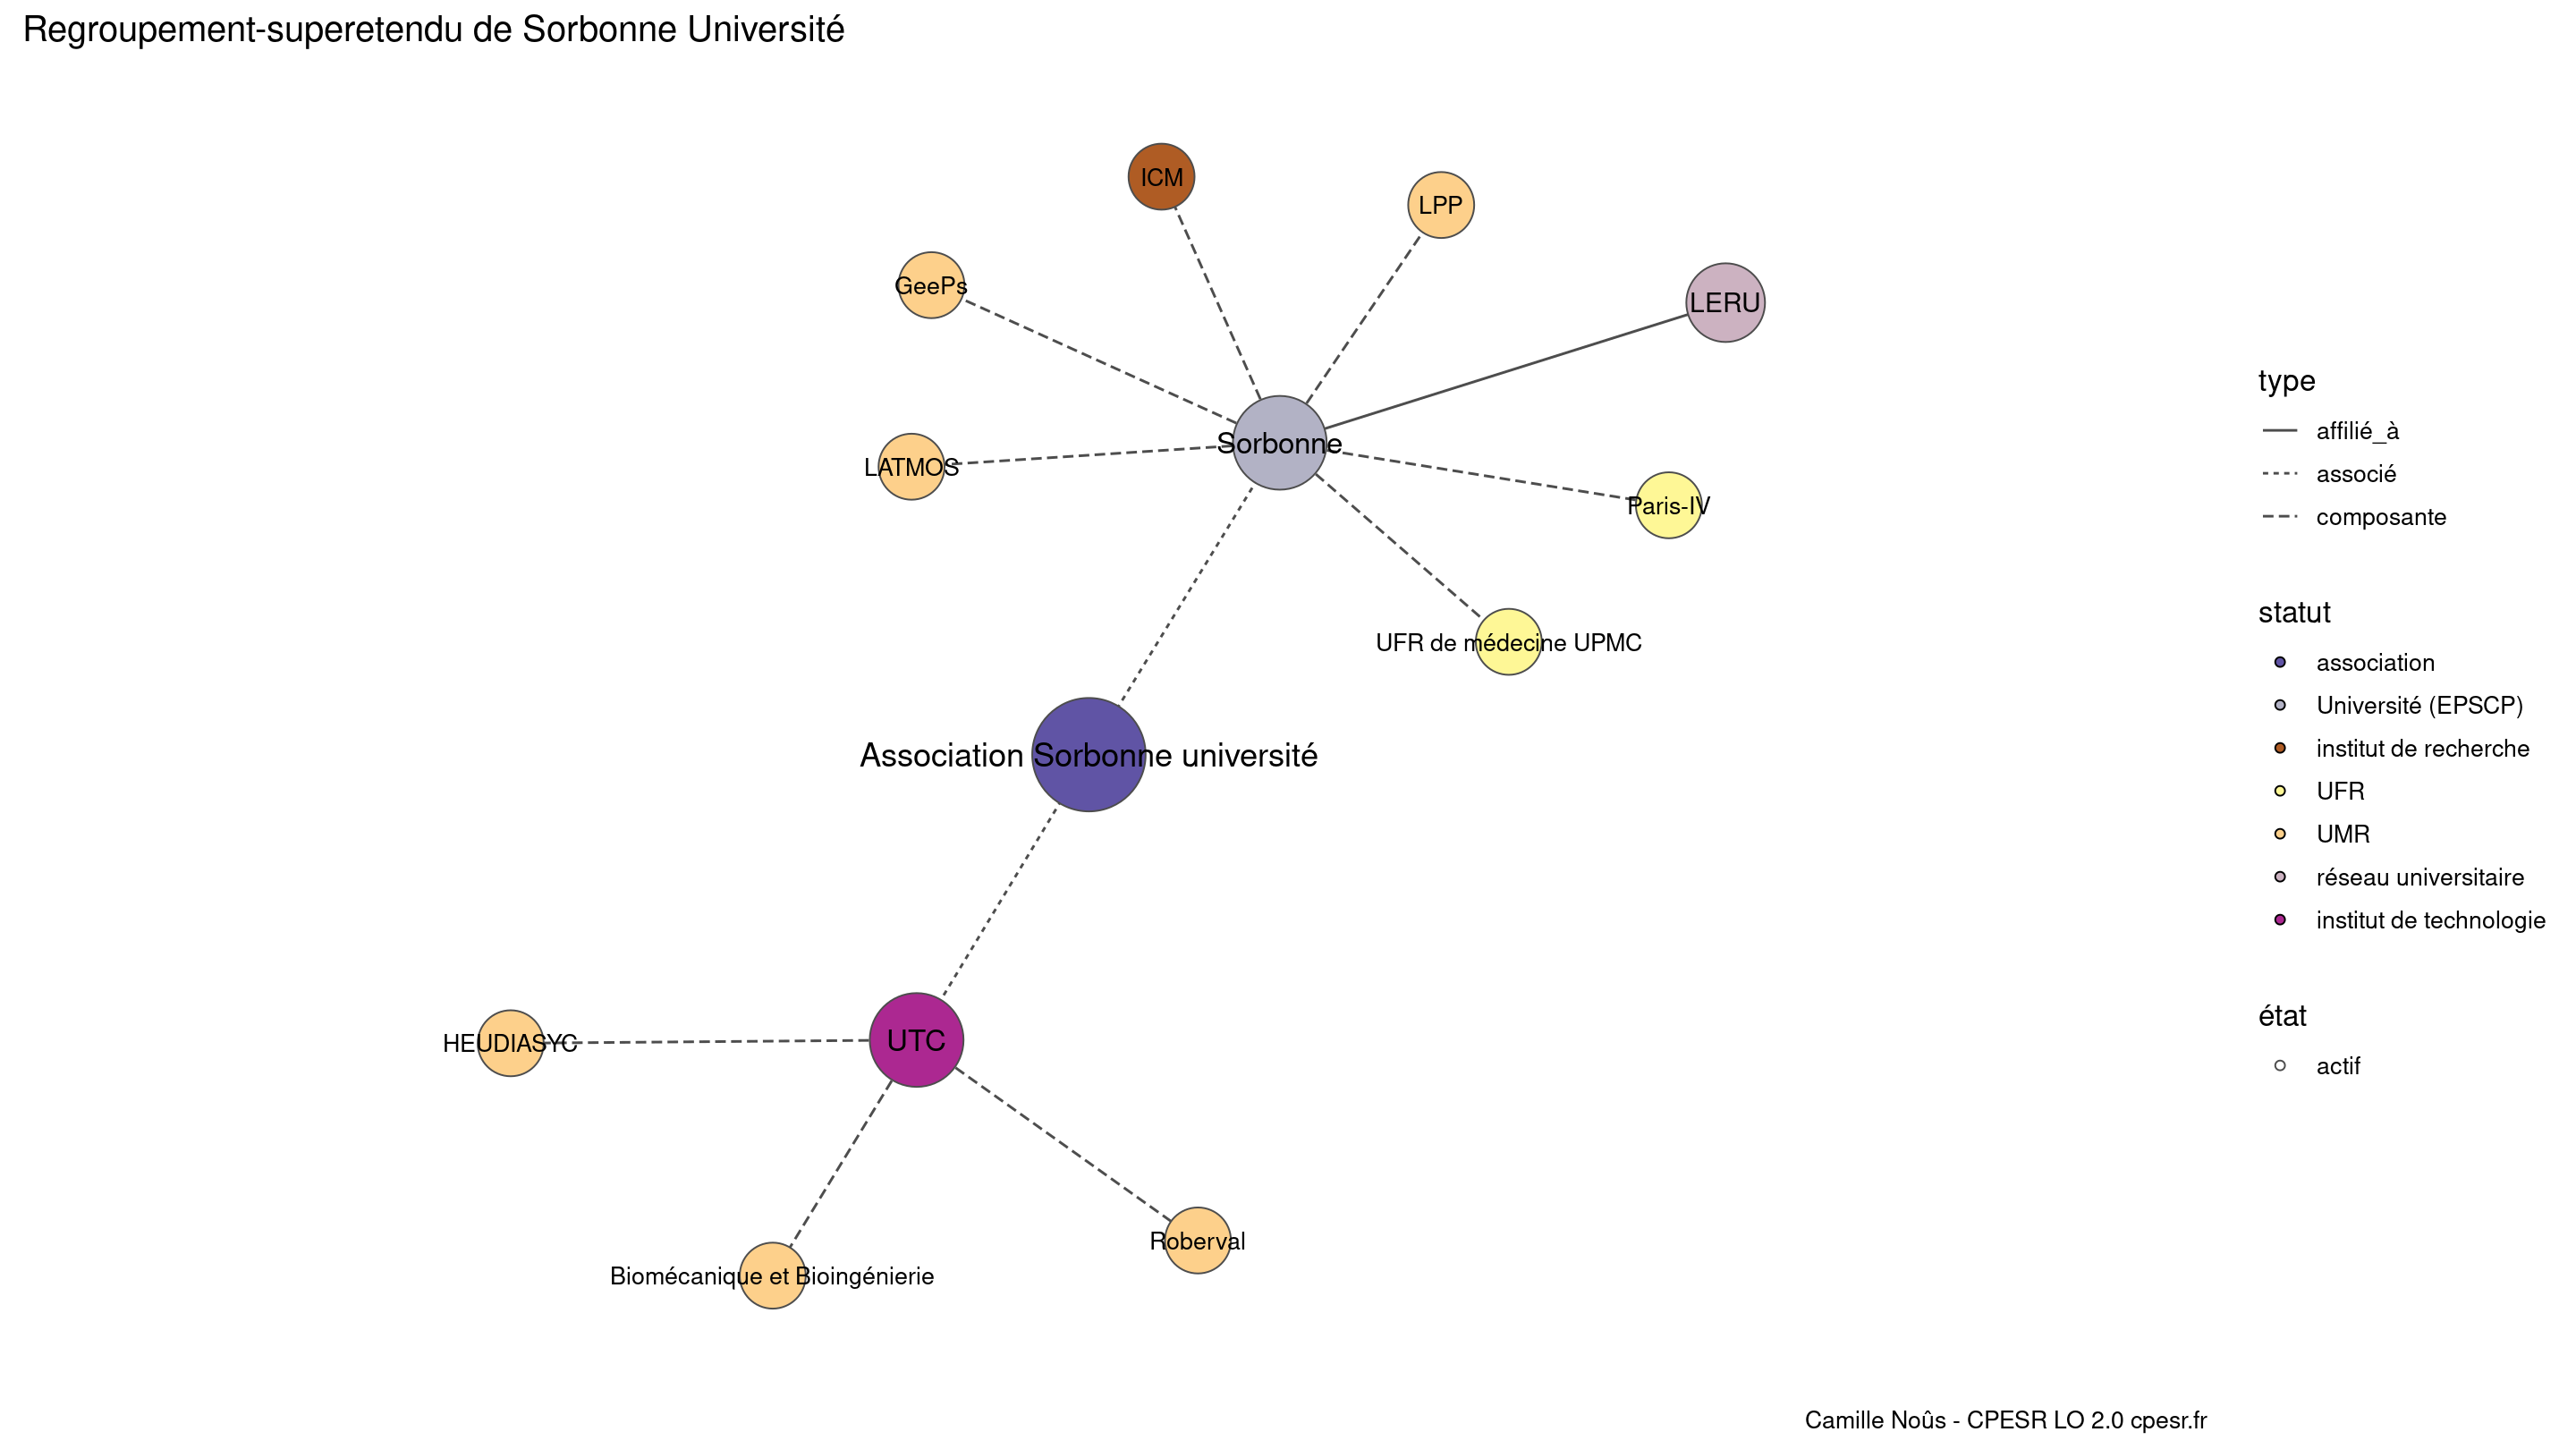 Regroupement-superetendu de Sorbonne Université
ICM
LPP
GeePs
LERU
Sorbonne
LATMOS
Paris-IV
UFR de médecine UPMC
Association Sorbonne université
HEUDIASYC
UTC
Roberval
Biomécanique et Bioingénierie
type
affilié_à
associé
composante
statut
association
Université (EPSCP)
institut de recherche
UFR
UMR
réseau universitaire
institut de technologie
état
actif
Camille Noûs - CPESR LO 2.0 cpesr.fr